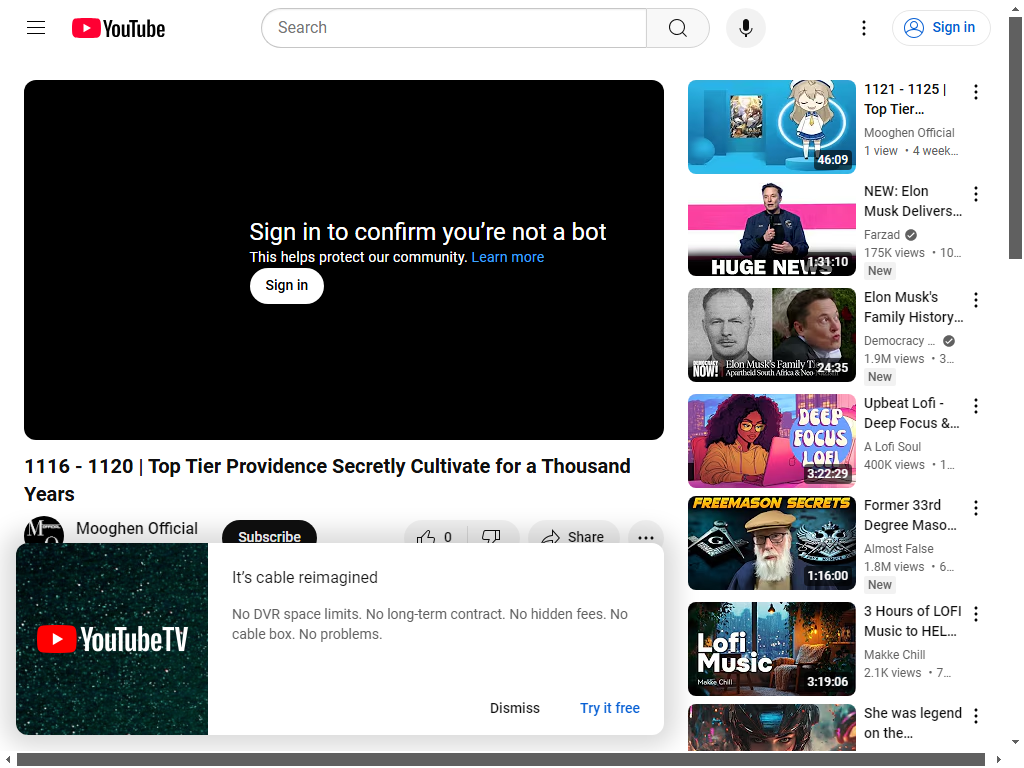 YouTube
Search
Sign in
Sign in to confirm you’re not a bot
This helps protect our community. Learn more
Sign in
1116 - 1120 | Top Tier Providence Secretly Cultivate for a Thousand
Years
Mooghen Official
Subscribe
0
Share
YouTubeTV
It’s cable reimagined
No DVR space limits. No long-term contract. No hidden fees. No
cable box. No problems.
Dismiss
Try it free
46:09
1121 - 1125 |
Top Tier…
Mooghen Official
1 view • 4 week…
HUGE NEWS
1:31:10
NEW: Elon
Musk Delivers…
Farzad
175K views • 10…
New
DEMOCRACY
NOW!
Elon Musk's Family T
Apartheid South Africa & Neo
24:35
Elon Musk's
Family History…
Democracy …
1.9M views • 3…
New
DEEP
FOCUS
LOFI
3:22:29
Upbeat Lofi -
Deep Focus &…
A Lofi Soul
400K views • 1…
FREEMASON SECRETS
G
1:16:00
Former 33rd
Degree Maso…
Almost False
1.8M views • 6…
New
Lofi
Music
Makke Chill
3:19:06
3 Hours of LOFI
Music to HEL…
Makke Chill
2.1K views • 7…
She was legend
on the…